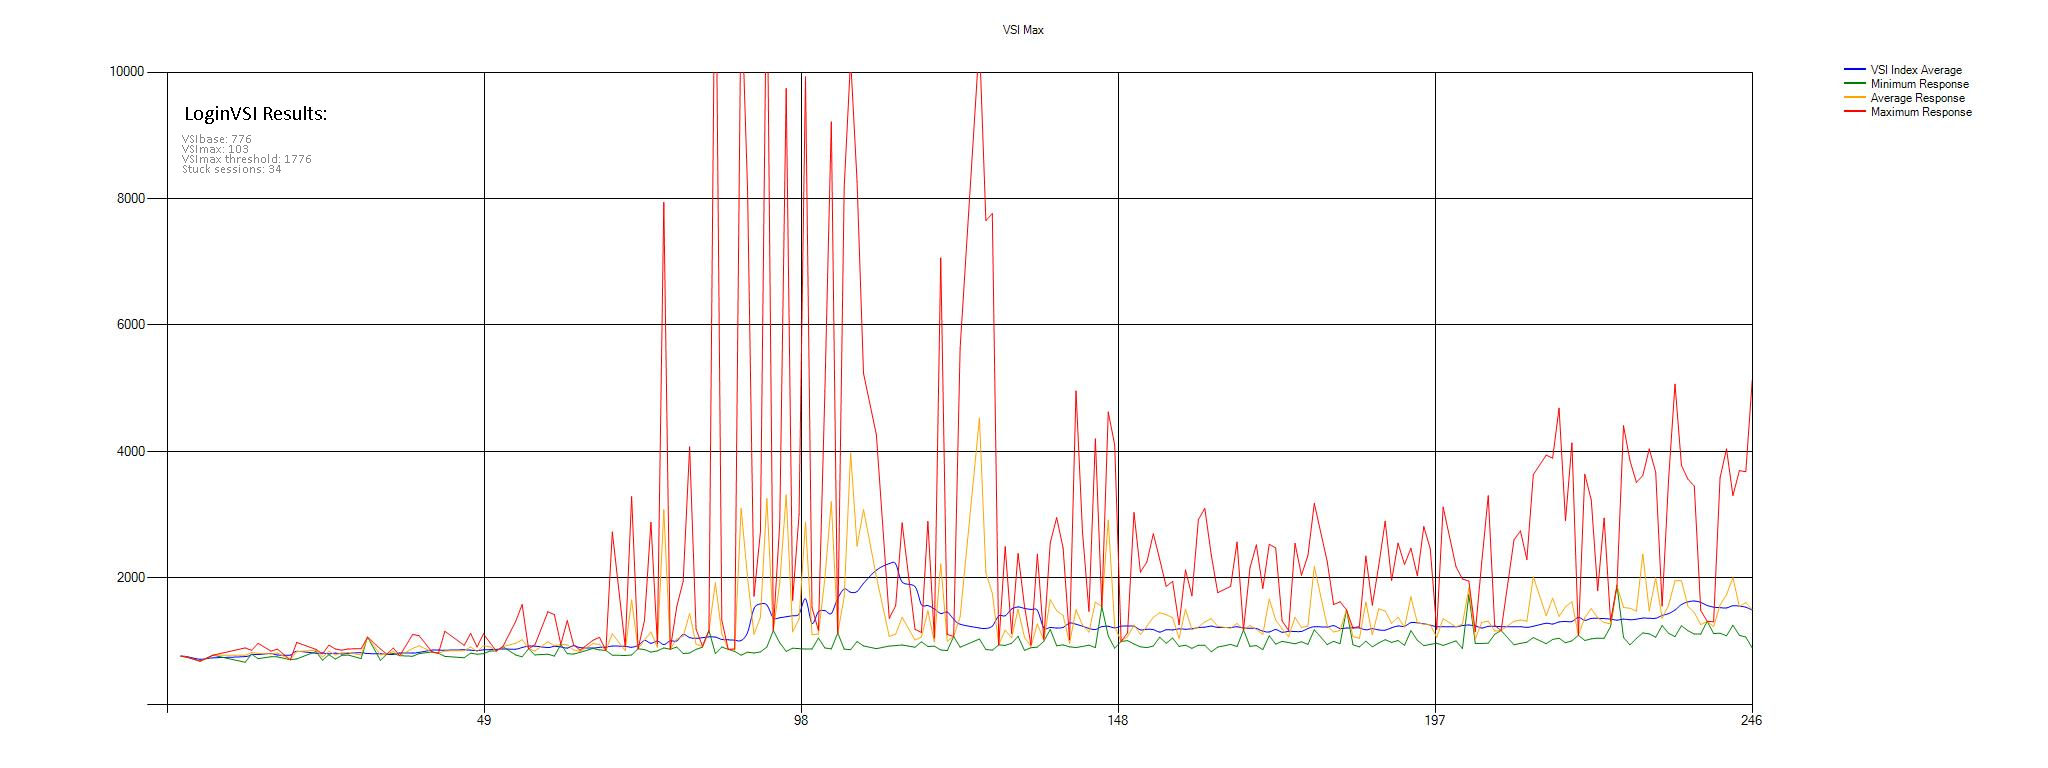 VSI Max
10000
8000
6000
4000
2000
LoginVSI Results:
VSIbase: 776
VSImax: 103
VSImax threshold: 1776
Stuck sessions: 34
49
98
148
197
246
VSI Index Average
Minimum Response
Average Response
Maximum Response